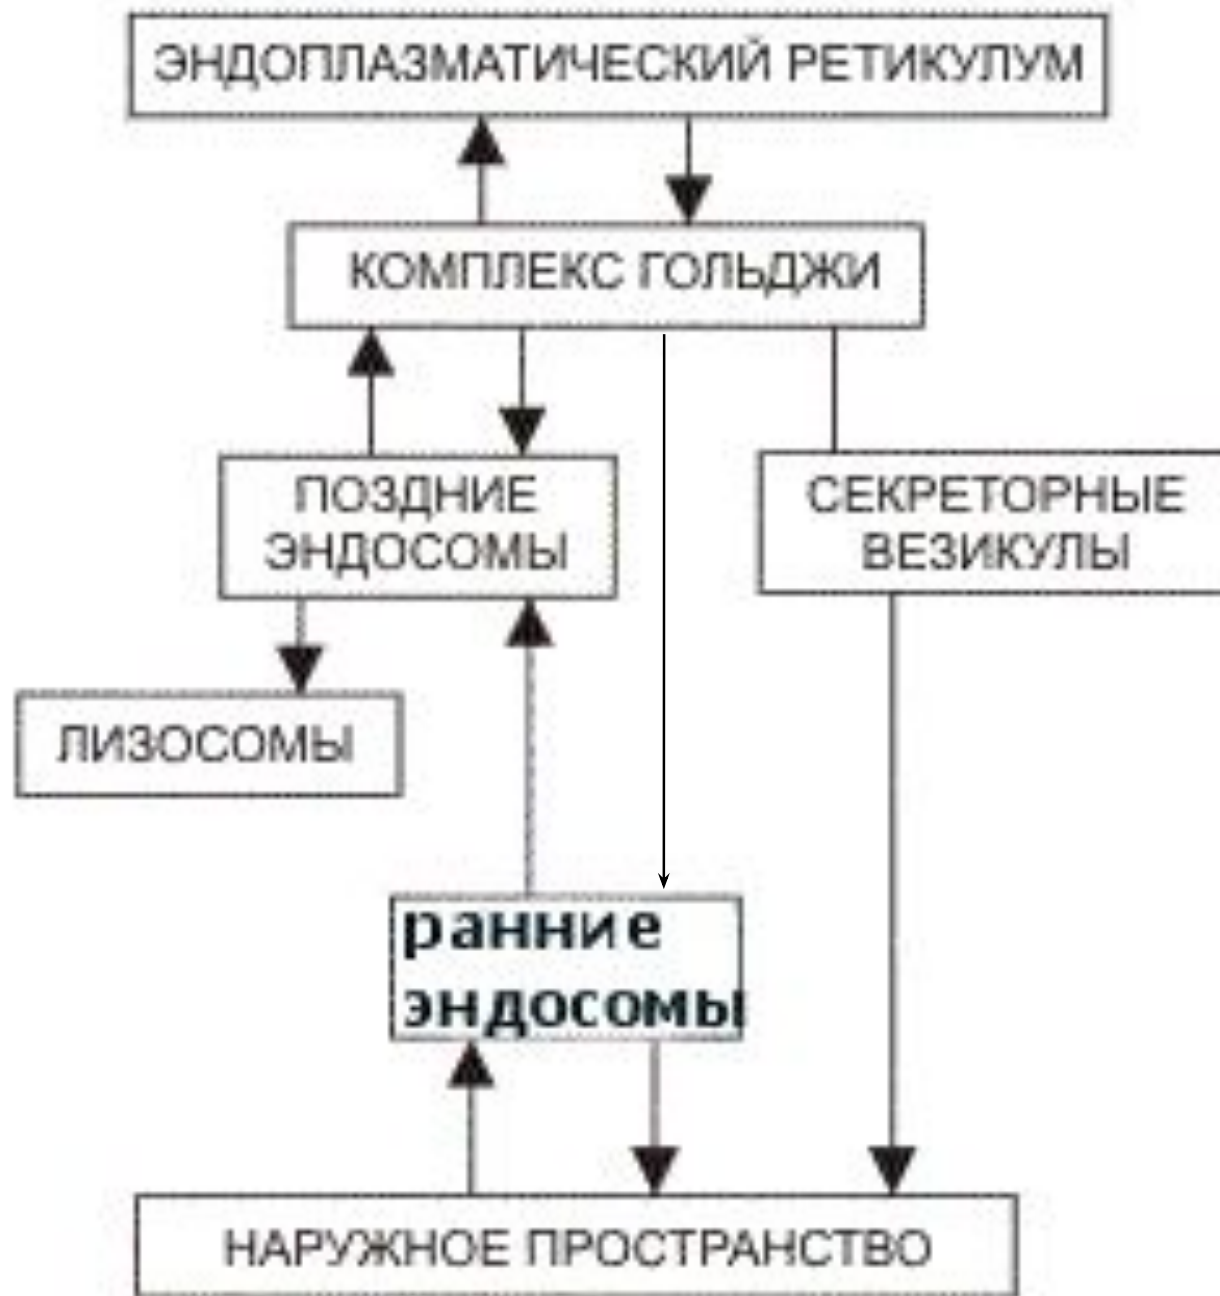 ЭНДОПЛАЗМАТИЧЕСКИЙ РЕТИКУЛУМ
КОМПЛЕКС ГОЛЬДЖИ
ПОЗДНИЕ
ЭНДОСОМЫ
СЕКРЕТОРНЫЕ
ВЕЗИКУЛЫ
ЛИЗОСОМЫ
ранние
эндосомы
НАРУЖНОЕ ПРОСТРАНСТВО